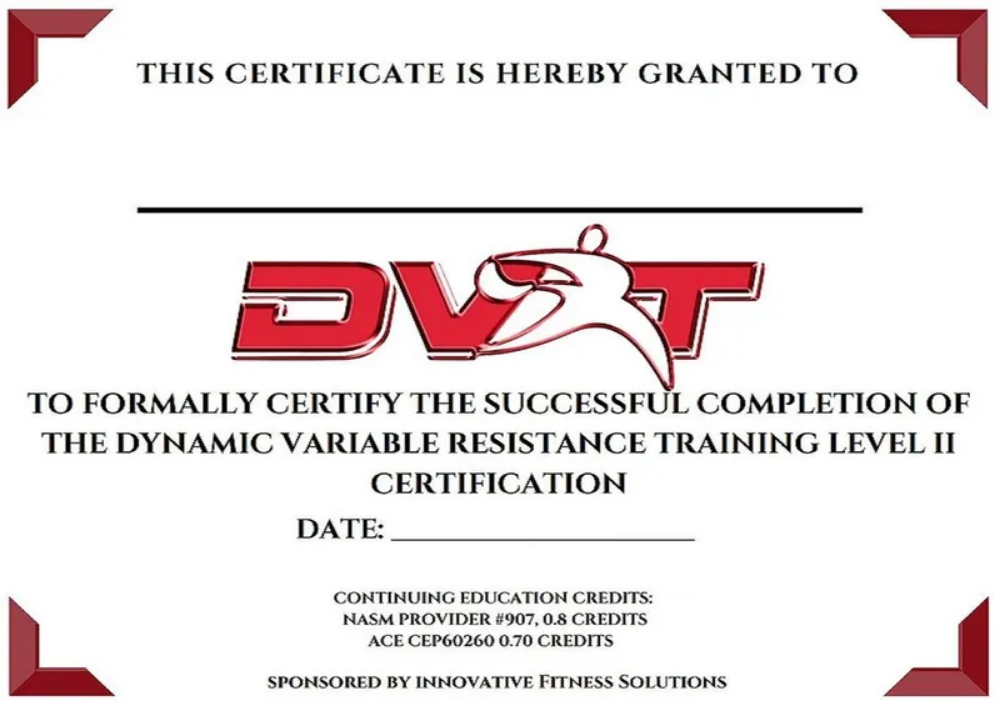 THIS CERTIFICATE IS HEREBY GRANTED TO
DVRT
TO FORMALLY CERTIFY THE SUCCESSFUL COMPLETION OF
THE DYNAMIC VARIABLE RESISTANCE TRAINING LEVEL II
CERTIFICATION
DATE:
CONTINUING EDUCATION CREDITS:
NASM PROVIDER #907, 0.8 CREDITS
ACE CEP60260 0.70 CREDITS
SPONSORED BY INNOVATIVE FITNESS SOLUTIONS